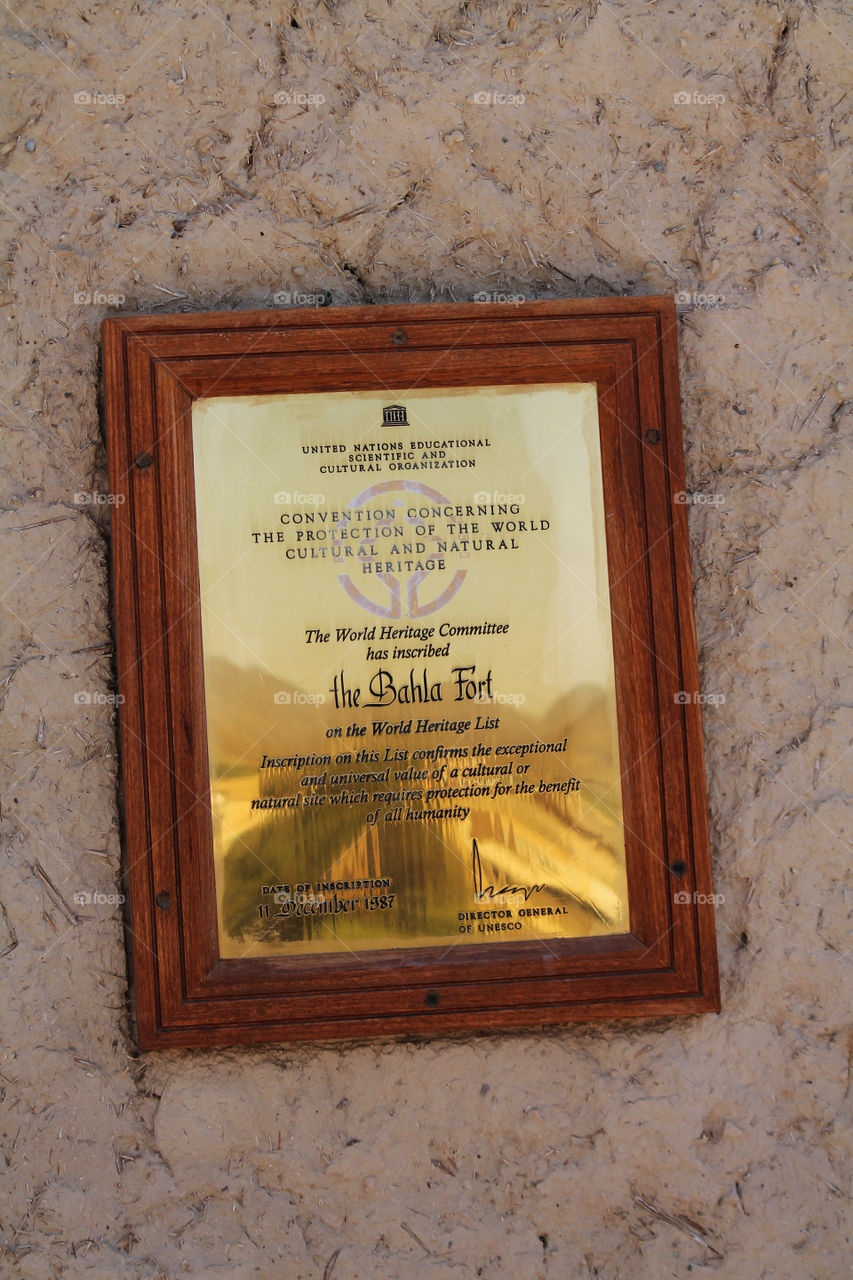 UNITED NATIONS EDUCATIONAL
SCIENTIFIC AND
CULTURAL ORGANIZATION
CONVENTION CONCERNING
THE PROTECTION OF THE WORLD
CULTURAL AND NATURAL
HERITAGE
The World Heritage Committee
has inscribed
the Bahla Fort
on the World Heritage List
Inscription on this List confirms the exceptional
and universal value of a cultural or
natural site which requires protection for the benefit
of all humanity
DATE OF INSCRIPTION
11 December 1987
DIRECTOR GENERAL
OF UNESCO
foap